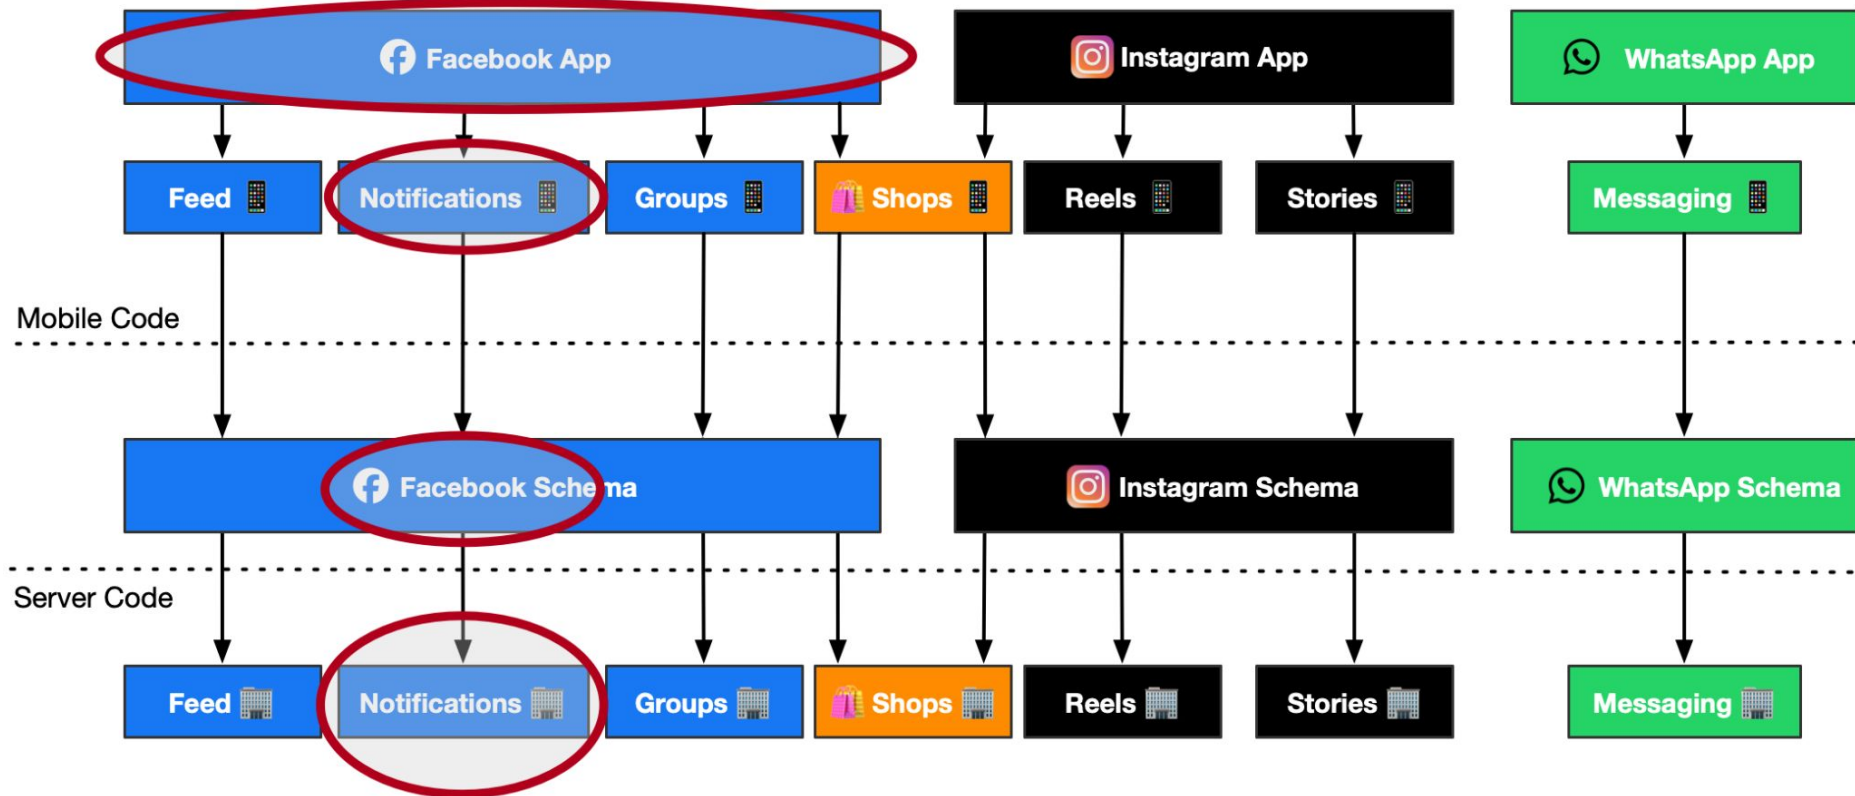 Facebook App
Instagram App
WhatsApp App
Feed
Notifications
Groups
Shops
Reels
Stories
Messaging
Mobile Code
Facebook Schema
Instagram Schema
WhatsApp Schema
Server Code
Feed
Notifications
Groups
Shops
Reels
Stories
Messaging